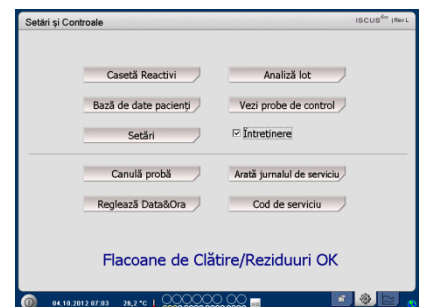 Setări și Controale
ISCUSflex | Rev L
Casetă Reactivi
Analiză lot
Bază de date pacienți
Vezi probe de control
Setări
Întreținere
Canulă probă
Arată jurnalul de serviciu
Reglează Data&Ora
Cod de serviciu
Flacoane de Clătire/Reziduuri OK
04.10.2012 07:03 26,2 °C